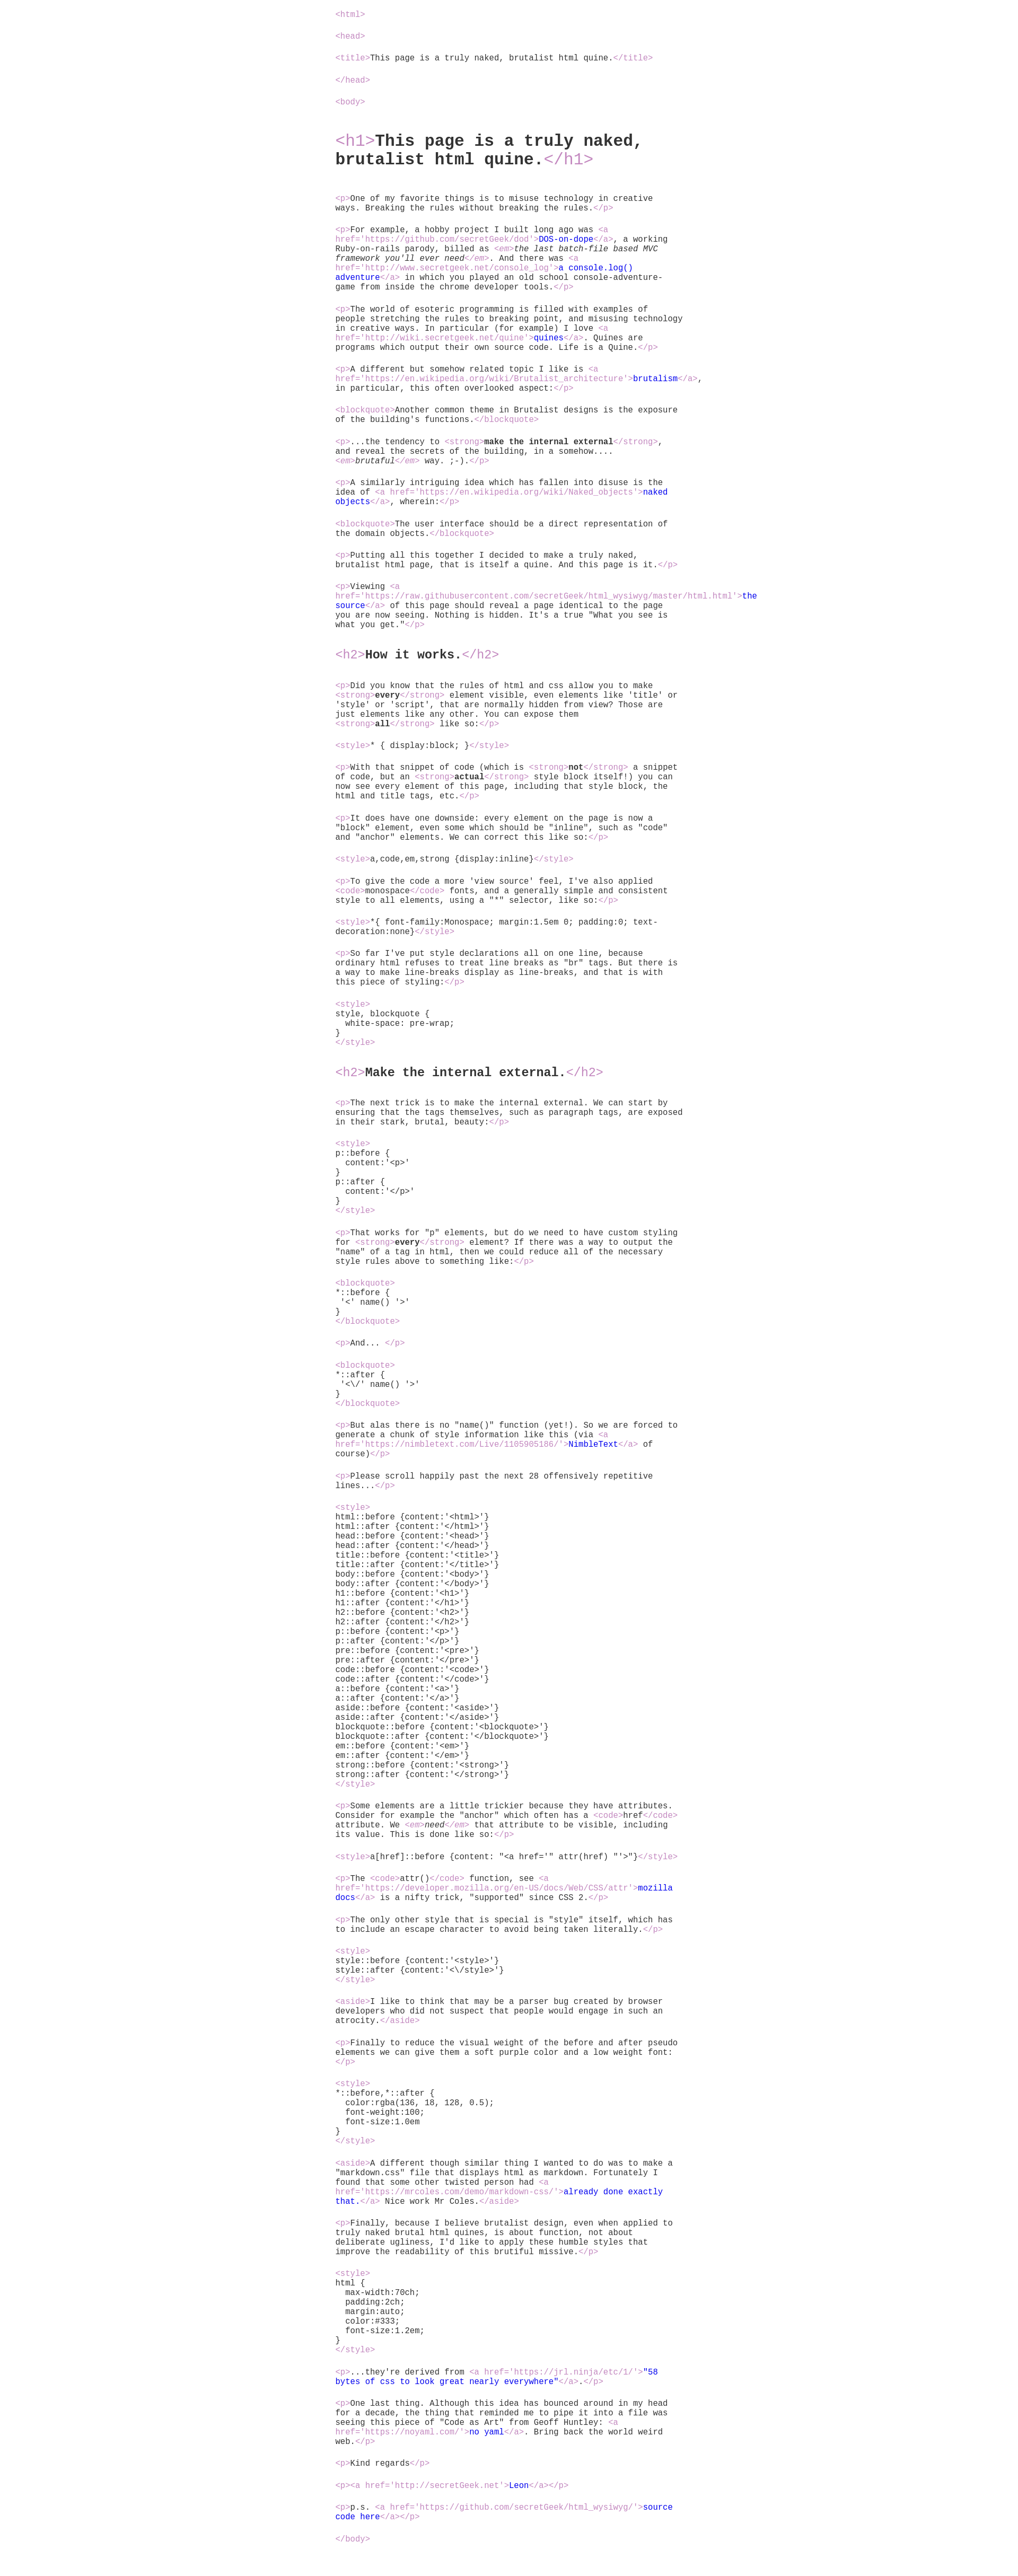 <html>
<head>
<title>This page is a truly naked, brutalist html quine.</title>
</head>
<body>
<h1>This page is a truly naked,
brutalist html quine.</h1>
<p>One of my favorite things is to misuse technology in creative
ways. Breaking the rules without breaking the rules.</p>
<p>For example, a hobby project I built long ago was <a
href='https://github.com/secretGeek/dod'>DOS-on-dope</a>, a working
Ruby-on-rails parody, billed as <em>the last batch-file based MVC
framework you'll ever need</em>. And there was <a
href='http://www.secretgeek.net/console_log'>a console.log()
adventure</a> in which you played an old school console-adventure-
game from inside the chrome developer tools.</p>
<p>The world of esoteric programming is filled with examples of
people stretching the rules to breaking point, and misusing technology
in creative ways. In particular (for example) I love <a
href='http://wiki.secretgeek.net/quine'>quines</a>. Quines are
programs which output their own source code. Life is a Quine.</p>
<p>A different but somehow related topic I like is <a
href='https://en.wikipedia.org/wiki/Brutalist_architecture'>brutalism</a>,
in particular, this often overlooked aspect:</p>
<blockquote>Another common theme in Brutalist designs is the exposure
of the building's functions.</blockquote>
<p>...the tendency to <strong>make the internal external</strong>,
and reveal the secrets of the building, in a somehow....
<em>brutaful</em> way. ;-).</p>
<p>A similarly intriguing idea which has fallen into disuse is the
idea of <a href='https://en.wikipedia.org/wiki/Naked_objects'>naked
objects</a>, wherein:</p>
<blockquote>The user interface should be a direct representation of
the domain objects.</blockquote>
<p>Putting all this together I decided to make a truly naked,
brutalist html page, that is itself a quine. And this page is it.</p>
<p>Viewing <a
href='https://raw.githubusercontent.com/secretGeek/html_wysiwyg/master/html.html'>the
source</a> of this page should reveal a page identical to the page
you are now seeing. Nothing is hidden. It's a true "What you see is
what you get."</p>
<h2>How it works.</h2>
<p>Did you know that the rules of html and css allow you to make
<strong>every</strong> element visible, even elements like 'title' or
'style' or 'script', that are normally hidden from view? Those are
just elements like any other. You can expose them
<strong>all</strong> like so:</p>
<style>* { display:block; }</style>
<p>With that snippet of code (which is <strong>not</strong> a snippet
of code, but an <strong>actual</strong> style block itself!) you can
now see every element of this page, including that style block, the
html and title tags, etc.</p>
<p>It does have one downside: every element on the page is now a
"block" element, even some which should be "inline", such as "code"
and "anchor" elements. We can correct this like so:</p>
<style>a,code,em,strong {display:inline}</style>
<p>To give the code a more 'view source' feel, I've also applied
<code>monospace</code> fonts, and a generally simple and consistent
style to all elements, using a "*" selector, like so:</p>
<style>*{ font-family:Monospace; margin:1.5em 0; padding:0; text-
decoration:none}</style>
<p>So far I've put style declarations all on one line, because
ordinary html refuses to treat line breaks as "br" tags. But there is
a way to make line-breaks display as line-breaks, and that is with
this piece of styling:</p>
<style>
style, blockquote {
  white-space: pre-wrap;
}
</style>
<h2>Make the internal external.</h2>
<p>The next trick is to make the internal external. We can start by
ensuring that the tags themselves, such as paragraph tags, are exposed
in their stark, brutal, beauty:</p>
<style>
p::before {
  content:'<p>'
}
p::after {
  content:'</p>'
}
</style>
<p>That works for "p" elements, but do we need to have custom styling
for <strong>every</strong> element? If there was a way to output the
"name" of a tag in html, then we could reduce all of the necessary
style rules above to something like:</p>
<blockquote>
*::before {
 '<' name() '>'
}
</blockquote>
<p>And... </p>
<blockquote>
*::after {
 '<\/' name() '>'
}
</blockquote>
<p>But alas there is no "name()" function (yet!). So we are forced to
generate a chunk of style information like this (via <a
href='https://nimbletext.com/Live/1105905186/'>NimbleText</a> of
course)</p>
<p>Please scroll happily past the next 28 offensively repetitive
lines...</p>
<style>
html::before {content:'<html>'}
html::after {content:'</html>'}
head::before {content:'<head>'}
head::after {content:'</head>'}
title::before {content:'<title>'}
title::after {content:'</title>'}
body::before {content:'<body>'}
body::after {content:'</body>'}
h1::before {content:'<h1>'}
h1::after {content:'</h1>'}
h2::before {content:'<h2>'}
h2::after {content:'</h2>'}
p::before {content:'<p>'}
p::after {content:'</p>'}
pre::before {content:'<pre>'}
pre::after {content:'</pre>'}
code::before {content:'<code>'}
code::after {content:'</code>'}
a::before {content:'<a>'}
a::after {content:'</a>'}
aside::before {content:'<aside>'}
aside::after {content:'</aside>'}
blockquote::before {content:'<blockquote>'}
blockquote::after {content:'</blockquote>'}
em::before {content:'<em>'}
em::after {content:'</em>'}
strong::before {content:'<strong>'}
strong::after {content:'</strong>'}
</style>
<p>Some elements are a little trickier because they have attributes.
Consider for example the "anchor" which often has a <code>href</code>
attribute. We <em>need</em> that attribute to be visible, including
its value. This is done like so:</p>
<style>a[href]::before {content: "<a href='" attr(href) "'>"}</style>
<p>The <code>attr()</code> function, see <a
href='https://developer.mozilla.org/en-US/docs/Web/CSS/attr'>mozilla
docs</a> is a nifty trick, "supported" since CSS 2.</p>
<p>The only other style that is special is "style" itself, which has
to include an escape character to avoid being taken literally.</p>
<style>
style::before {content:'<style>'}
style::after {content:'<\/style>'}
</style>
<aside>I like to think that may be a parser bug created by browser
developers who did not suspect that people would engage in such an
atrocity.</aside>
<p>Finally to reduce the visual weight of the before and after pseudo
elements we can give them a soft purple color and a low weight font:
</p>
<style>
*::before,*::after {
  color:rgba(136, 18, 128, 0.5);
  font-weight:100;
  font-size:1.0em
}
</style>
<aside>A different though similar thing I wanted to do was to make a
"markdown.css" file that displays html as markdown. Fortunately I
found that some other twisted person had <a
href='https://mrcoles.com/demo/markdown-css/'>already done exactly
that.</a> Nice work Mr Coles.</aside>
<p>Finally, because I believe brutalist design, even when applied to
truly naked brutal html quines, is about function, not about
deliberate ugliness, I'd like to apply these humble styles that
improve the readability of this brutiful missive.</p>
<style>
html {
  max-width:70ch;
  padding:2ch;
  margin:auto;
  color:#333;
  font-size:1.2em;
}
</style>
<p>...they're derived from <a href='https://jrl.ninja/etc/1/'>"58
bytes of css to look great nearly everywhere"</a>.</p>
<p>One last thing. Although this idea has bounced around in my head
for a decade, the thing that reminded me to pipe it into a file was
seeing this piece of "Code as Art" from Geoff Huntley: <a
href='https://noyaml.com/'>no yaml</a>. Bring back the world weird
web.</p>
<p>Kind regards</p>
<p><a href='http://secretGeek.net'>Leon</a></p>
<p>p.s. <a href='https://github.com/secretGeek/html_wysiwyg/'>source
code here</a></p>
</body>